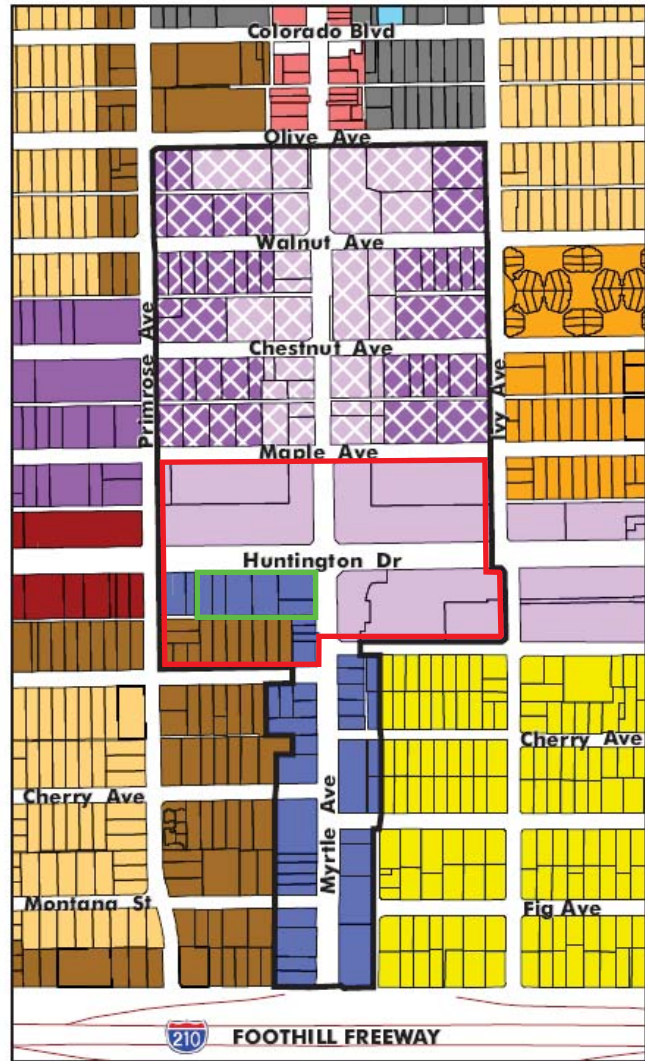 Colorado Blvd
Olive Ave
Walnut Ave
Primrose Ave
Chestnut Ave
Ivy Ave
Maple Ave
Huntington Dr
Cherry Ave
Cherry Ave
Myrtle Ave
Montana St
Fig Ave
210 FOOTHILL FREEWAY